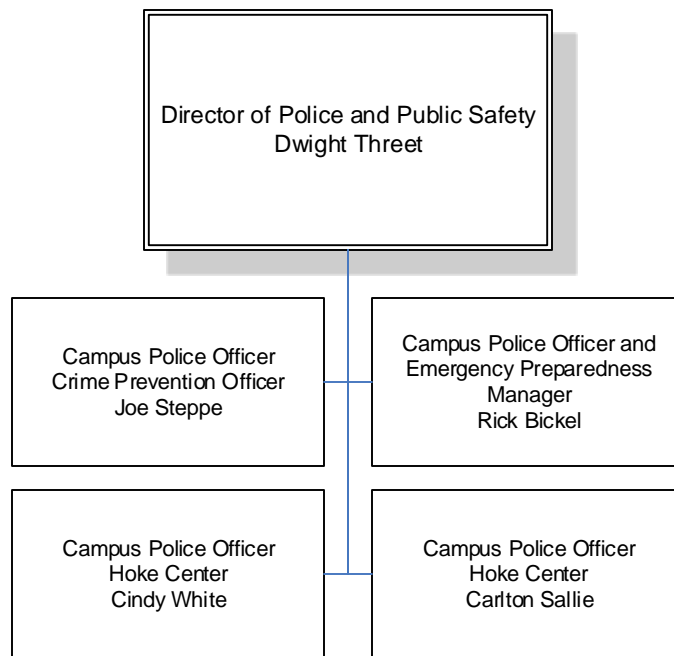 Director of Police and Public Safety
Dwight Threet
Campus Police Officer
Crime Prevention Officer
Joe Steppe
Campus Police Officer and
Emergency Preparedness
Manager
Rick Bickel
Campus Police Officer
Hoke Center
Cindy White
Campus Police Officer
Hoke Center
Carlton Sallie